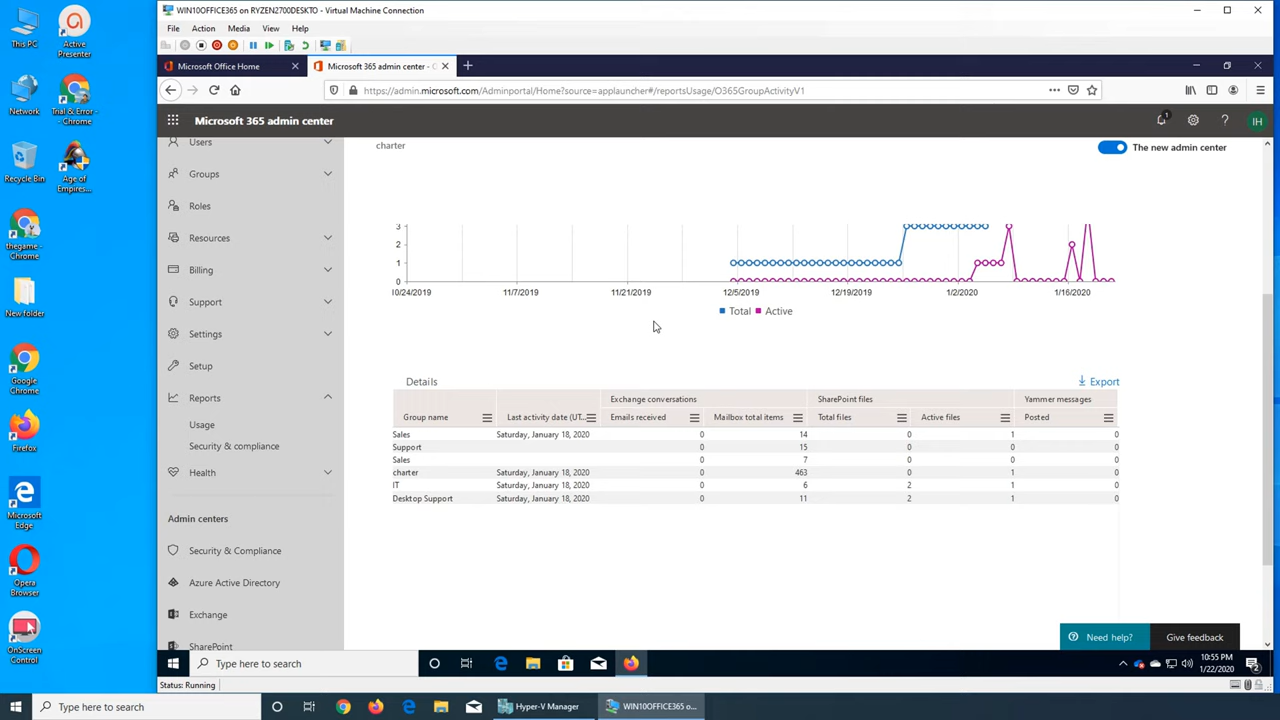 WIN10OFFICE365 on RYZEN2700DESKTO - Virtual Machine Connection
File Action Media View Help
Microsoft Office Home
Microsoft 365 admin center - O
https://admin.microsoft.com/Adminportal/Home?source=applauncher#/reportsUsage/O365GroupActivityV1
Microsoft 365 admin center
1
IH
This PC
Active
Presenter
Network
Trial & Error -
- Chrome
Recycle Bin
Age of
Empires...
thegame -
Chrome
New folder
Google
Chrome
Firefox
Microsoft
Edge
Opera
Browser
OnScreen
Control
Users
Groups
Roles
Resources
Billing
Support
Settings
Setup
Reports
Usage
Security & compliance
Health
Admin centers
Security & Compliance
Azure Active Directory
Exchange
SharePoint
charter
The new admin center
3
2
1
0
10/24/2019 11/7/2019 11/21/2019 12/5/2019 12/19/2019 1/2/2020 1/16/2020
Total Active
Details
Export
Exchange conversations SharePoint files Yammer messages
Group name Last activity date (UT... Emails received Mailbox total items Total files Active files Posted
Sales Saturday, January 18, 2020 0 14 0 1 0
Support 0 15 0 0 0
Sales 0 7 0 0 0
charter Saturday, January 18, 2020 0 463 0 1 0
IT Saturday, January 18, 2020 0 6 2 1 0
Desktop Support Saturday, January 18, 2020 0 11 2 1 0
Need help?
Give feedback
Type here to search
10:55 PM
1/22/2020
2
Status: Running
Type here to search
Hyper-V Manager
WIN10OFFICE365 o...